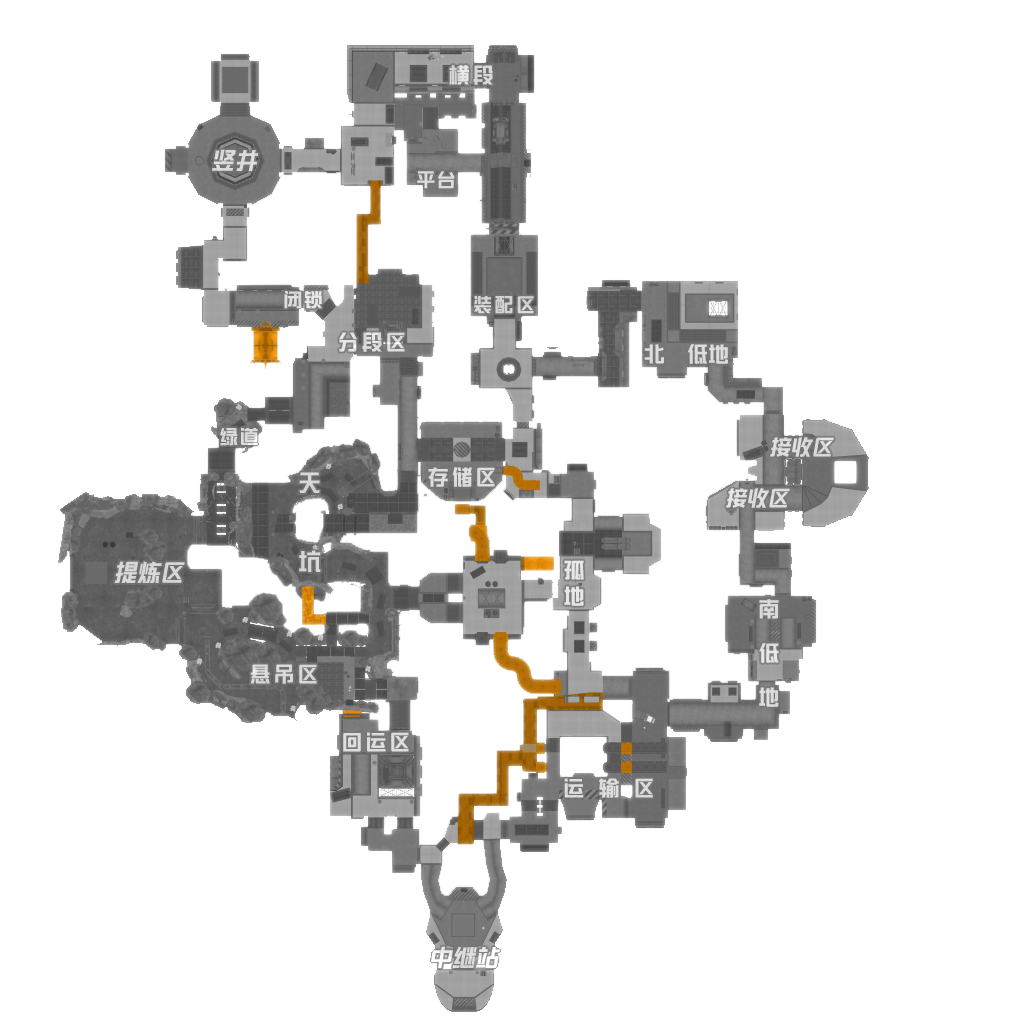 横段
竖井
平台
闭锁
装配区
分段区
北 低地
绿道
接收区
存储区
天
坑
接收区
提炼区
孤
地
南
低
地
悬吊区
回运区
运输区
中继站